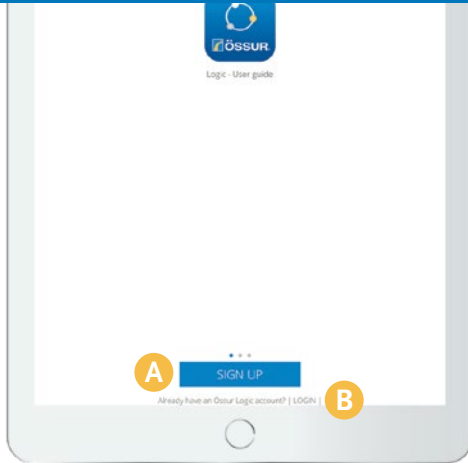 ÖSSUR
Logic - User guide
A
SIGN UP
Already have an Össur Logic account? | LOGIN |
B